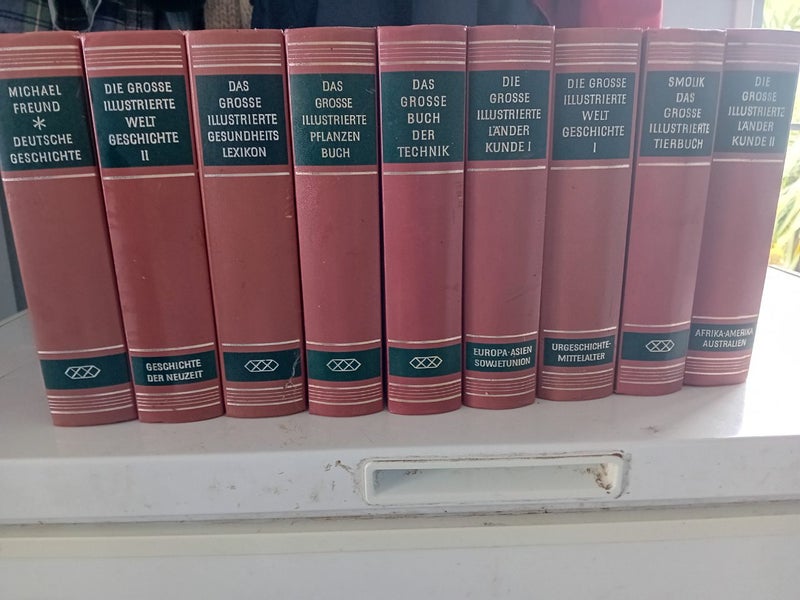 MICHAEL
FREUND
*
DEUTSCHE
GESCHICHTE
DIE GROSSE
ILLUSTRIERTE
WELT
GESCHICHTE
II
GESCHICHTE
DER NEUZEIT
DAS
GROSSE
ILLUSTRIERTE
GESUNDHEITS
LEXIKON
DAS
GROSSE
ILLUSTRIERTE
PFLANZEN
BUCH
DAS
GROSSE
BUCH
DER
TECHNIK
DIE
GROSSE
ILLUSTRIERTE
LÄNDER
KUNDE I
EUROPA·ASIEN
SOWJETUNION
DIE GROSSE
ILLUSTRIERTE
WELT
GESCHICHTE
I
URGESCHICHTE-
MITTELALTER
SMOLIK
DAS
GROSSE
ILLUSTRIERTE
TIERBUCH
DIE
GROSSE
ILLUSTRIERTE
LÄNDER
KUNDE II
AFRIKA·AMERIKA
AUSTRALIEN